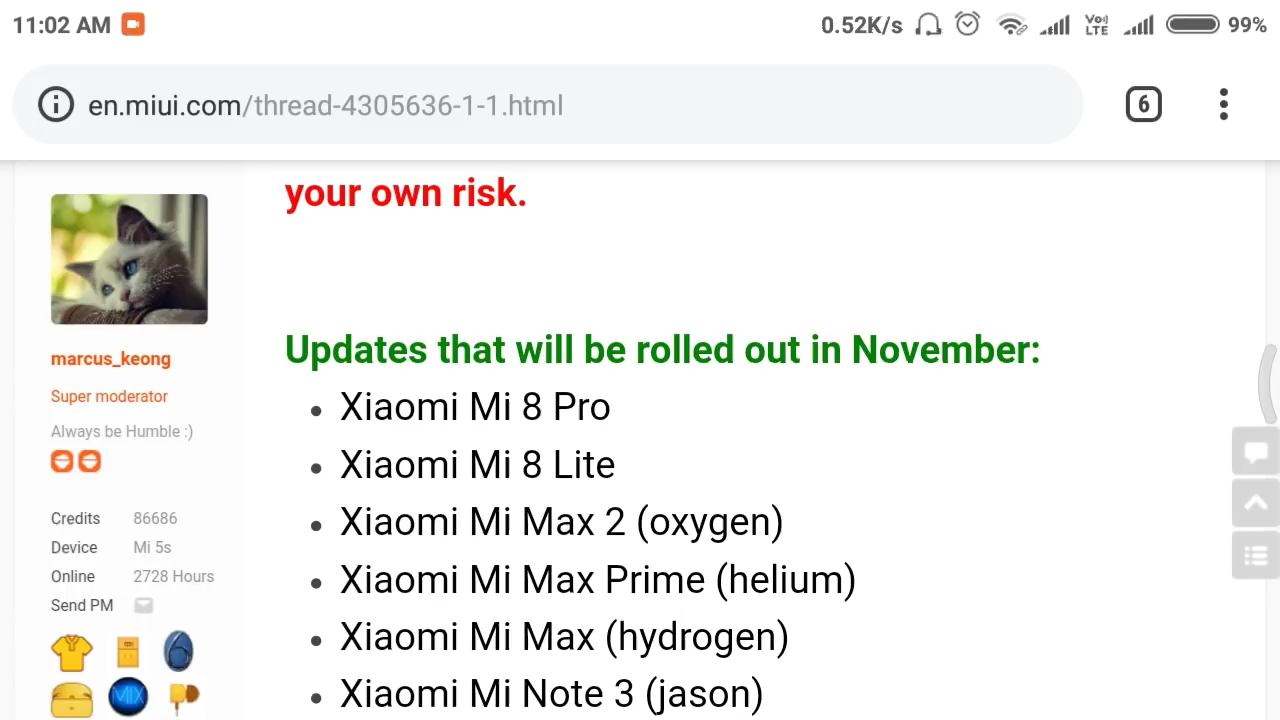 11:02 AM
0.52K/s
Vo)
LTE
99%
en.miui.com/thread-4305636-1-1.html
6
your own risk.
marcus_keong
Super moderator
Always be Humble :)
Credits 86686
Device Mi 5s
Online 2728 Hours
Send PM
MIX
Updates that will be rolled out in November:
• Xiaomi Mi 8 Pro
• Xiaomi Mi 8 Lite
• Xiaomi Mi Max 2 (oxygen)
• Xiaomi Mi Max Prime (helium)
• Xiaomi Mi Max (hydrogen)
• Xiaomi Mi Note 3 (jason)